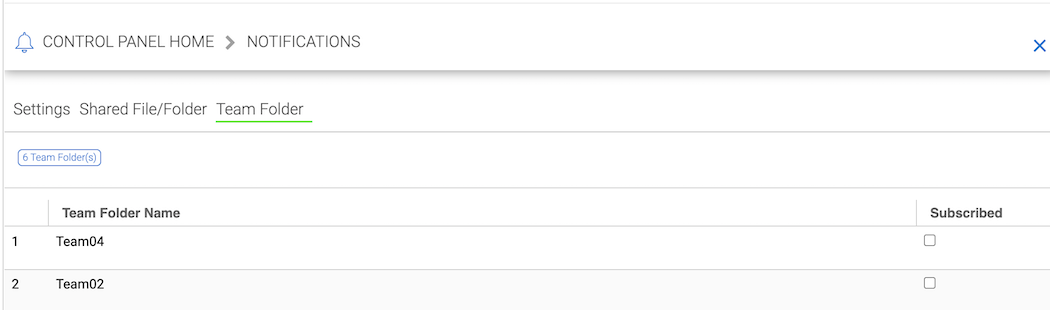 CONTROL PANEL HOME NOTIFICATIONS
Settings Shared File/Folder Team Folder
6 Team Folder(s)
Team Folder Name Subscribed
1 Team04
2 Team02